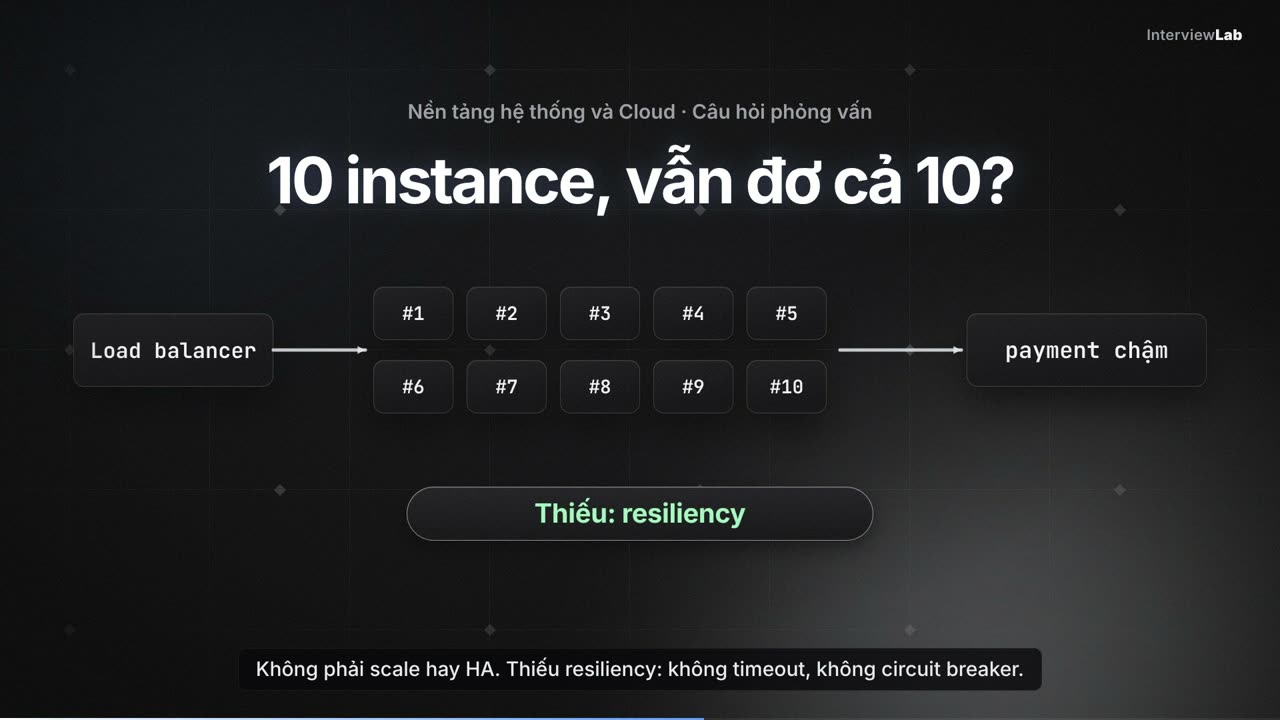 InterviewLab
Nền tảng hệ thống và Cloud · Câu hỏi phỏng vấn
10 instance, vẫn đơ cả 10?
#1 #2 #3 #4 #5
Load balancer
payment chậm
#6 #7 #8 #9 #10
Thiếu: resiliency
Không phải scale hay HA. Thiếu resiliency: không timeout, không circuit breaker.